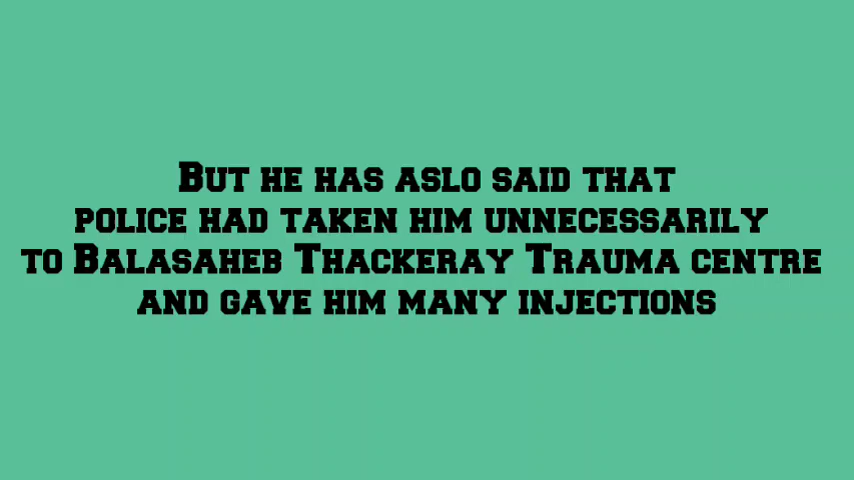 But he has aslo said that
police had taken him unnecessarily
to Balasaheb Thackeray Trauma centre
and gave him many injections